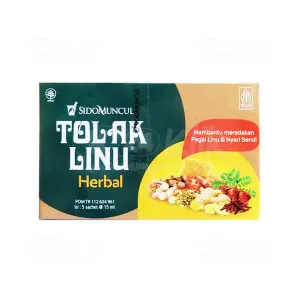 SIDOMUNCUL
TOLAK
LINU
Herbal
POM TR 112 624 961
Isi : 5 sachet @ 15 ml
Membantu meredakan
Pegal Linu & Nyeri Sendi